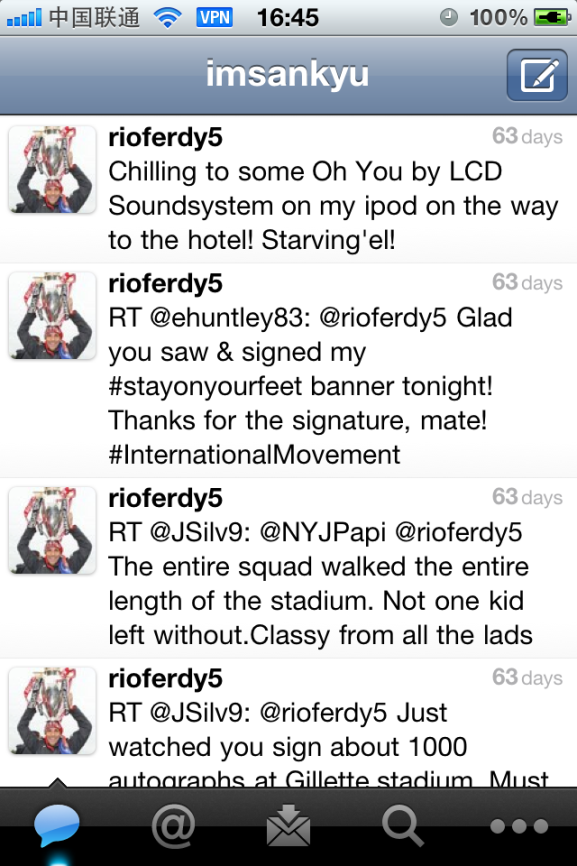 中国联通 VPN 16:45 100%
imsankyu
rioferdy5 63 days
Chilling to some Oh You by LCD
Soundsystem on my ipod on the way
to the hotel! Starving'el!
rioferdy5 63 days
RT @ehuntley83: @rioferdy5 Glad
you saw & signed my
#stayonyourfeet banner tonight!
Thanks for the signature, mate!
#InternationalMovement
rioferdy5 63 days
RT @JSilv9: @NYJPapi @rioferdy5
The entire squad walked the entire
length of the stadium. Not one kid
left without.Classy from all the lads
rioferdy5 63 days
RT @JSilv9: @rioferdy5 Just
watched you sign about 1000
autographs at Gillette stadium. Must